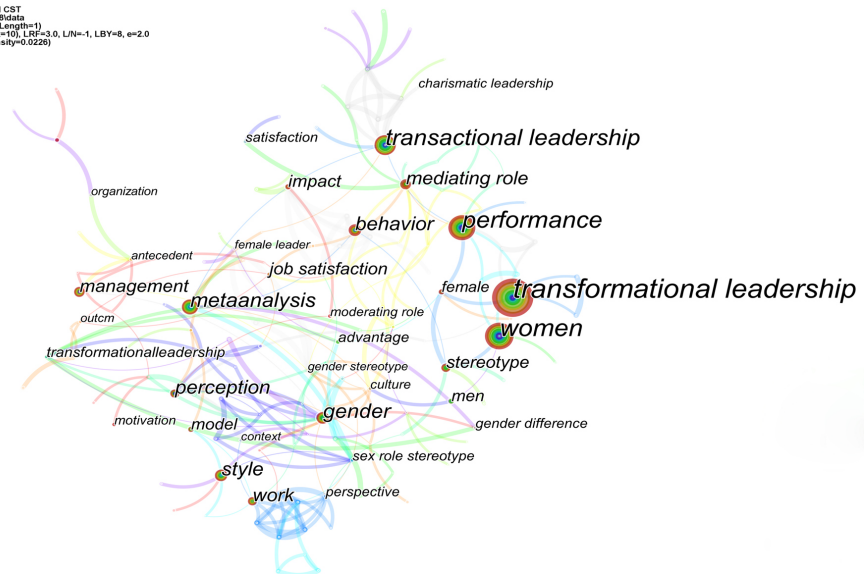 CST
8\data
Length=1)
=10), LRF=3.0, L/N=-1, LBY=8, e=2.0
sity=0.0226)
charismatic leadership
transactional leadership
satisfaction
impact
mediating role
organization
performance
behavior
female leader
antecedent
job satisfaction
management
female
transformational leadership
metaanalysis
moderating role
outcm
women
advantage
transformationalleadership
stereotype
gender stereotype
culture
perception
men
gender
motivation
model
gender difference
context
sex role stereotype
style
work
perspective